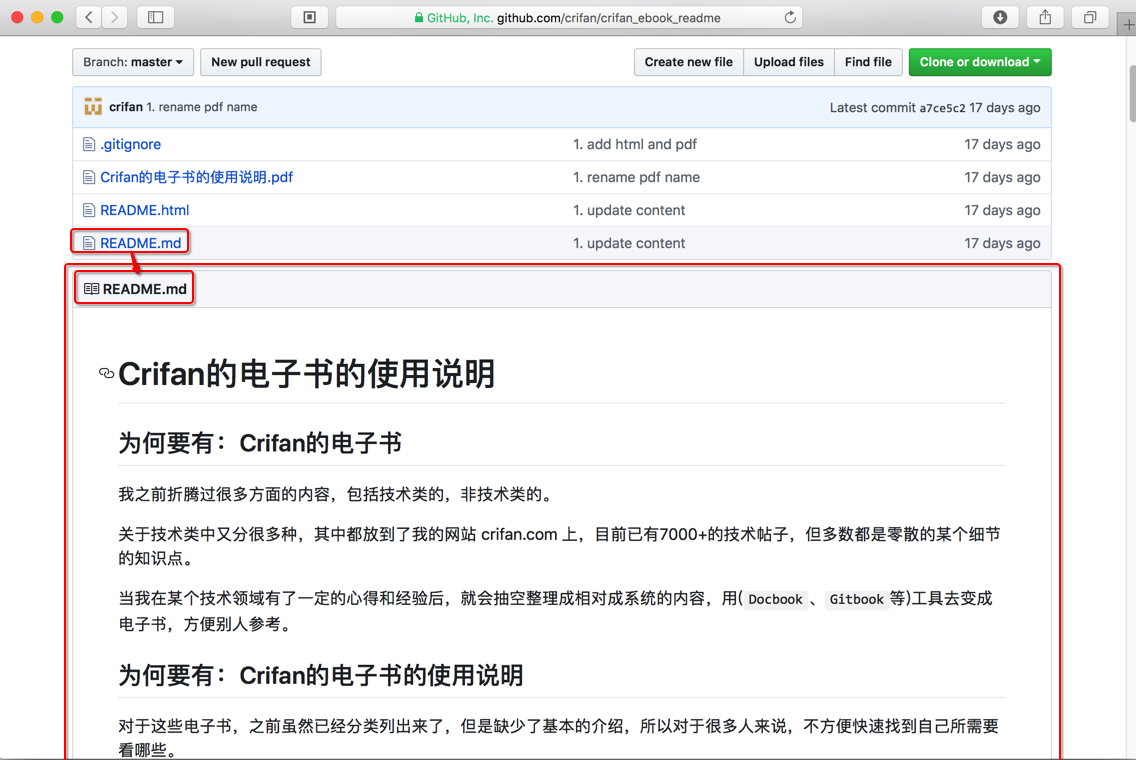 GitHub, Inc. github.com/crifan/crifan_ebook_readme
Branch: master New pull request Create new file Upload files Find file Clone or download
crifan 1. rename pdf name Latest commit a7ce5c2 17 days ago
.gitignore 1. add html and pdf 17 days ago
Crifan的电子书的使用说明.pdf 1. rename pdf name 17 days ago
README.html 1. update content 17 days ago
README.md 1. update content 17 days ago
README.md
Crifan的电子书的使用说明
为何要有：Crifan的电子书
我之前折腾过很多方面的内容，包括技术类的，非技术类的。
关于技术类中又分很多种，其中都放到了我的网站 crifan.com 上，目前已有7000+的技术帖子，但多数都是零散的某个细节
的知识点。
当我在某个技术领域有了一定的心得和经验后，就会抽空整理成相对成系统的内容，用( Docbook 、 Gitbook 等)工具去变成
电子书，方便别人参考。
为何要有：Crifan的电子书的使用说明
对于这些电子书，之前虽然已经分类列出来了，但是缺少了基本的介绍，所以对于很多人来说，不方便快速找到自己所需要
看哪些。